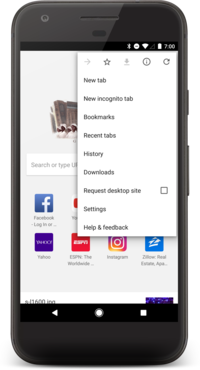 7:00
New tab
New incognito tab
Bookmarks
Recent tabs
History
Downloads
Request desktop site
Settings
Help & feedback
Search or type
Facebook
- Log in or ...
Yahoo
ESPN: The
Worldwide ...
Instagram
Zillow: Real
Estate, Apa...
YAHOO!
ESPN